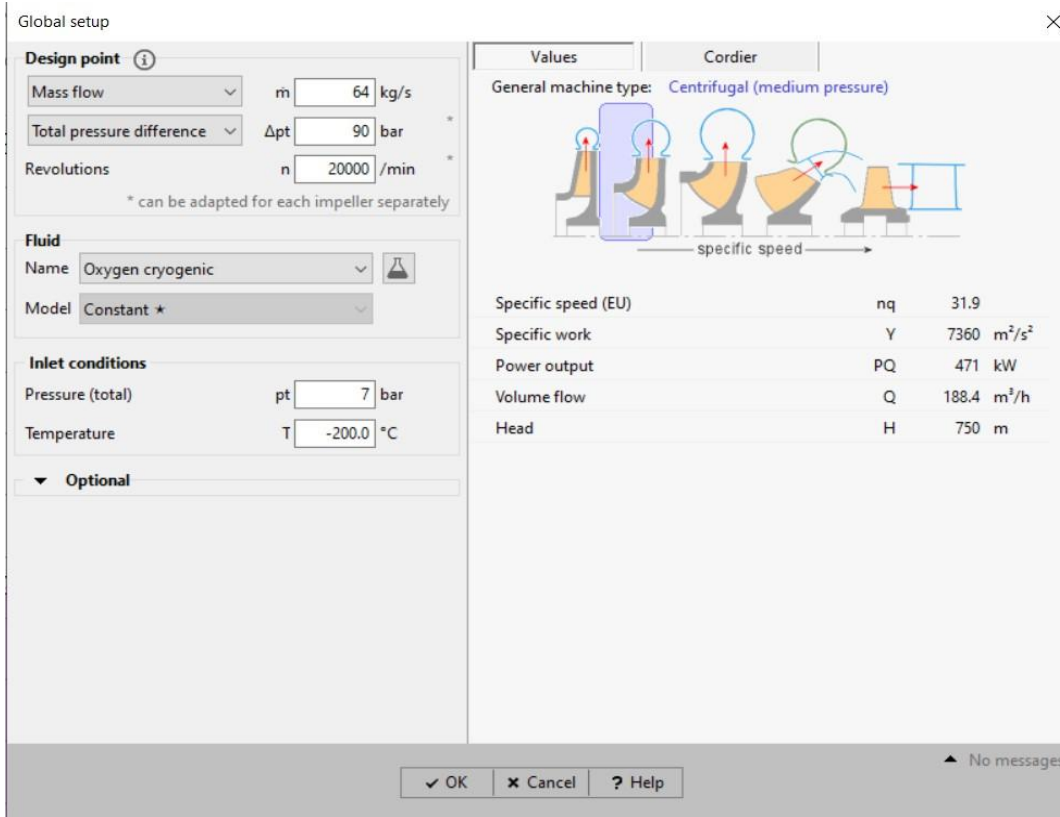 Global setup
Design point
Mass flow ṁ 64 kg/s
Total pressure difference Δpt 90 bar *
Revolutions n 20000 /min *
* can be adapted for each impeller separately
Fluid
Name Oxygen cryogenic
Model Constant ★
Inlet conditions
Pressure (total) pt 7 bar
Temperature T -200.0 °C
Optional
Values Cordier
General machine type: Centrifugal (medium pressure)
specific speed
Specific speed (EU) nq 31.9
Specific work Y 7360 m²/s²
Power output PQ 471 kW
Volume flow Q 188.4 m³/h
Head H 750 m
No messages
OK Cancel ? Help